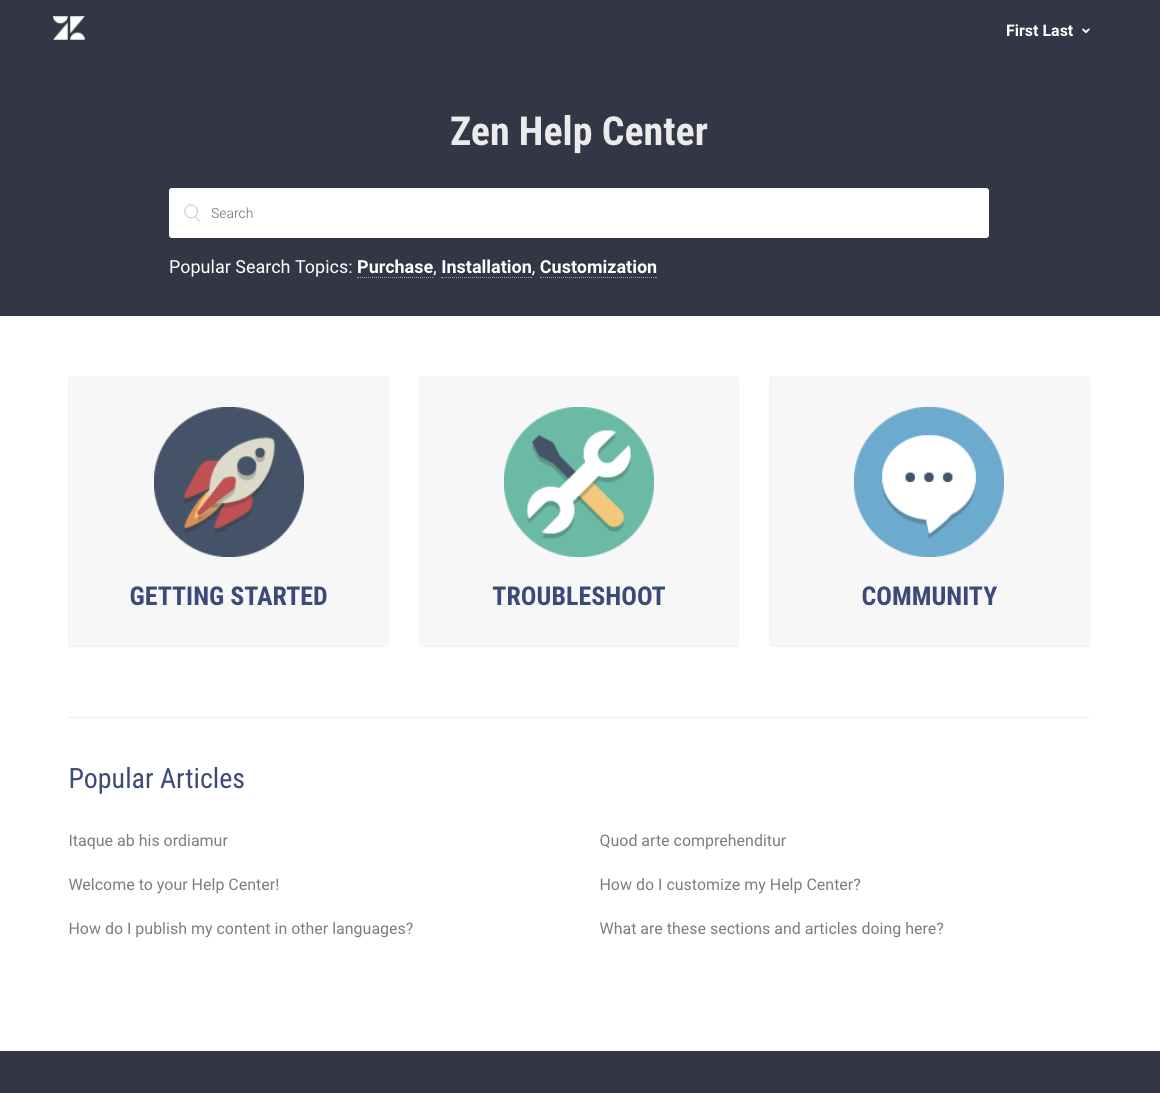 First Last
Zen Help Center
Search
Popular Search Topics: Purchase, Installation, Customization
GETTING STARTED
TROUBLESHOOT
COMMUNITY
Popular Articles
Itaque ab his ordiamur
Quod arte comprehenditur
Welcome to your Help Center!
How do I customize my Help Center?
How do I publish my content in other languages?
What are these sections and articles doing here?